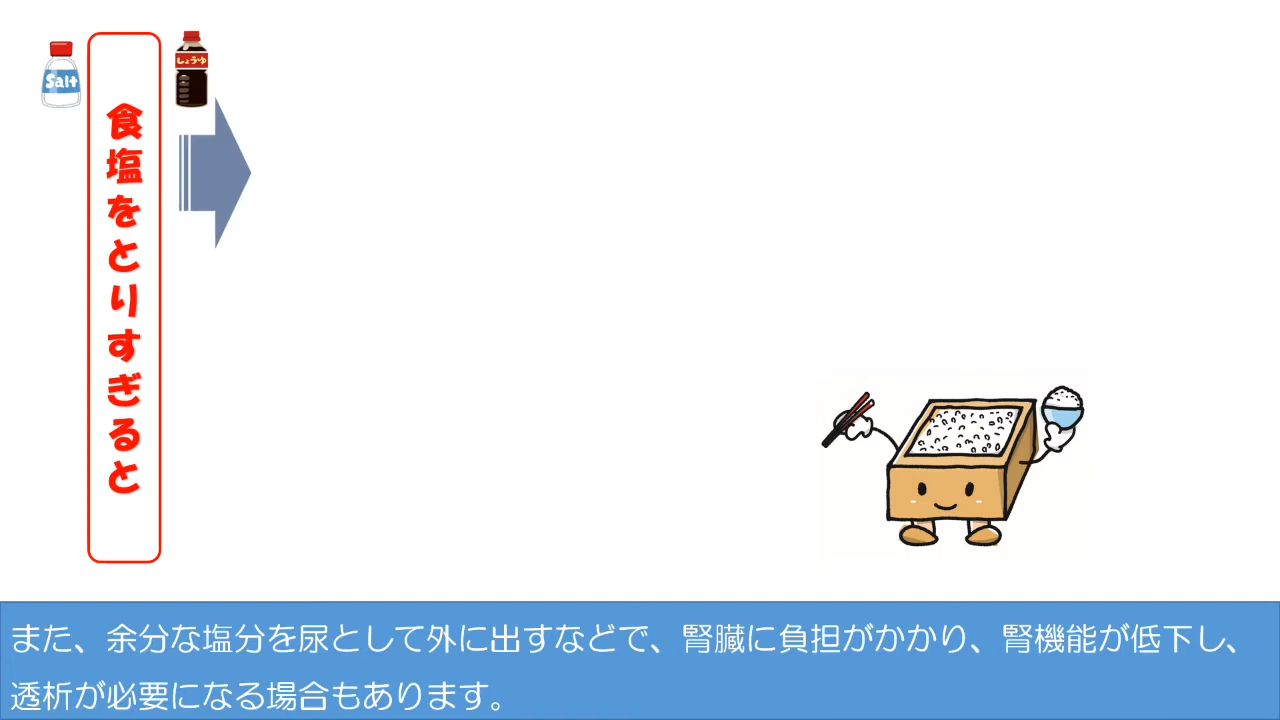 Salt
食塩をとりすぎると
しょうゆ
また、余分な塩分を尿として外に出すなどで、腎臓に負担がかかり、腎機能が低下し、
透析が必要になる場合もあります。